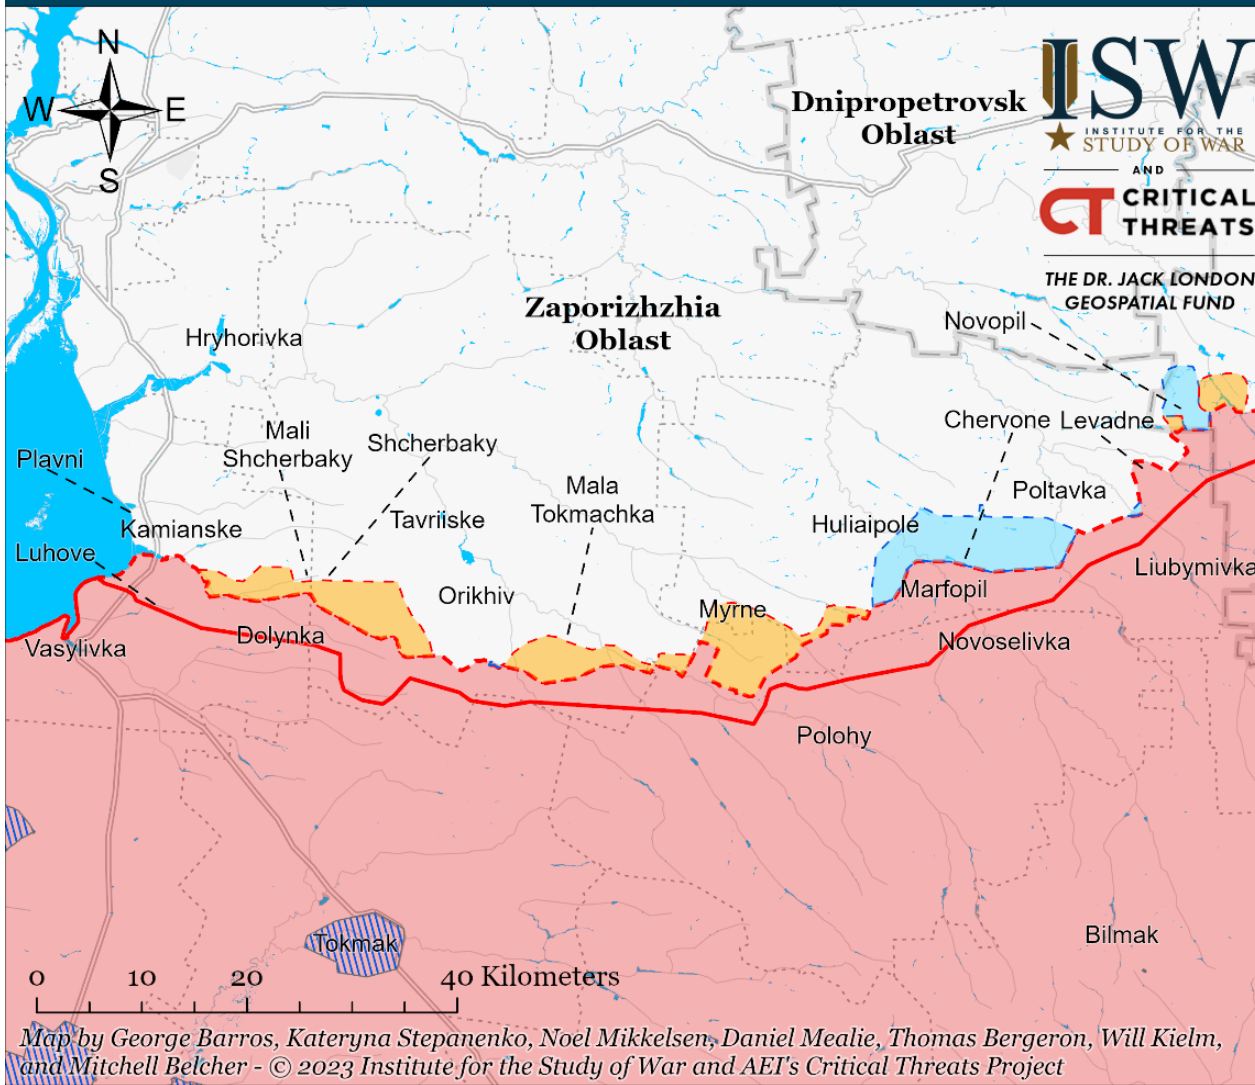 N
W E
S
Dnipropetrovsk
Oblast
ISW
INSTITUTE FOR THE
STUDY OF WAR
AND
CT CRITICAL
THREATS
THE DR. JACK LONDON
GEOSPATIAL FUND
Zaporizhzhia
Oblast
Novopil
Hryhorivka
Mali
Shcherbaky
Shcherbaky
Chervone
Levadne
Plavni
Mala
Tokmachka
Poltavka
Tavriiske
Huliaipole
Kamianske
Luhove
Liubymivka
Orikhiv
Myrne
Marfopil
Dolynka
Novoselivka
Vasylivka
Polohy
Tokmak
Bilmak
0 10 20 40 Kilometers
Map by George Barros, Kateryna Stepanenko, Noel Mikkelsen, Daniel Mealie, Thomas Bergeron, Will Kielm,
and Mitchell Belcher - © 2023 Institute for the Study of War and AEI's Critical Threats Project